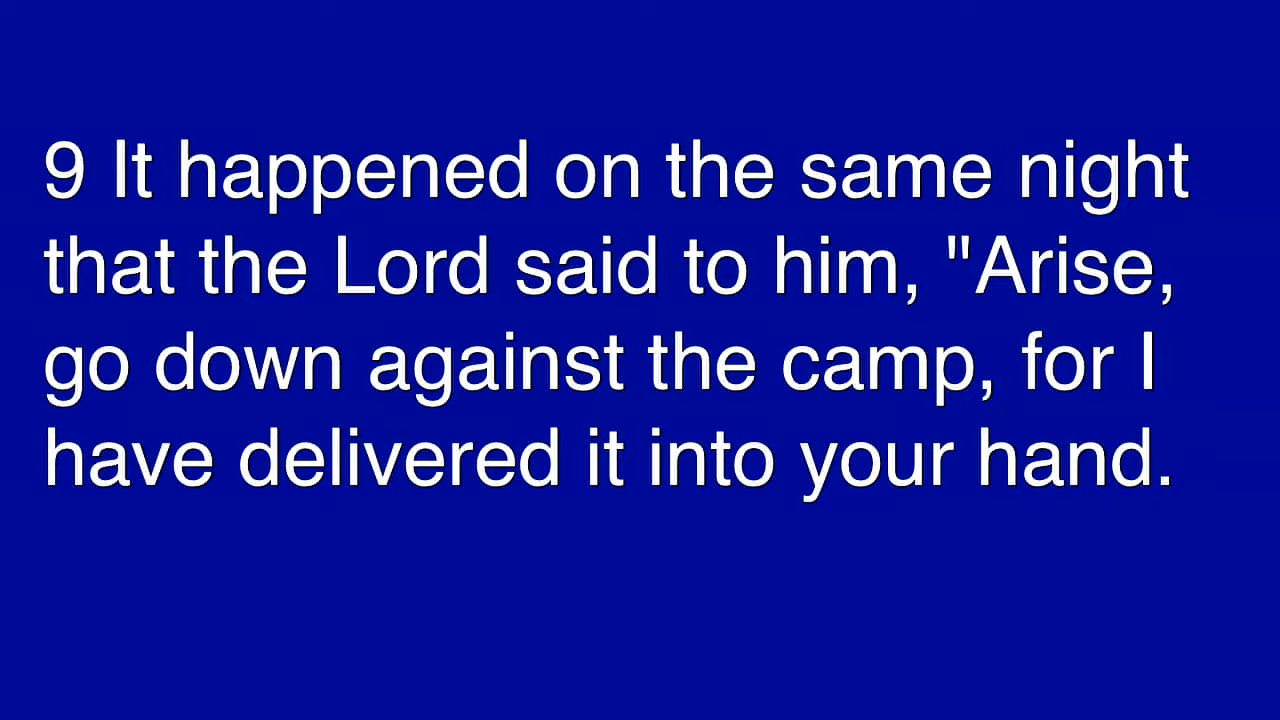 9 It happened on the same night
that the Lord said to him, "Arise,
go down against the camp, for I
have delivered it into your hand.